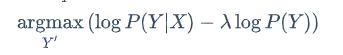 argmax (log P(Y|X) − λ log P(Y))
Y′